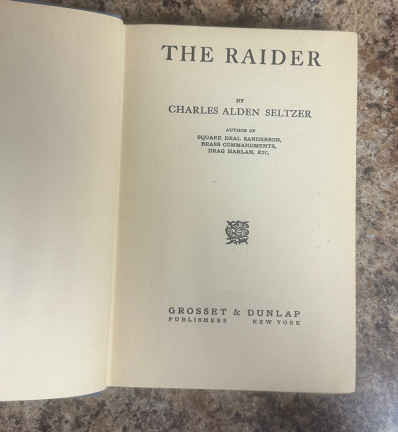 THE RAIDER
BY
CHARLES ALDEN SELTZER
AUTHOR OF
SQUARE DEAL SANDERSON,
BRASS COMMANDMENTS,
DRAG HARLAN, ETC.
GROSSET & DUNLAP
PUBLISHERS NEW YORK